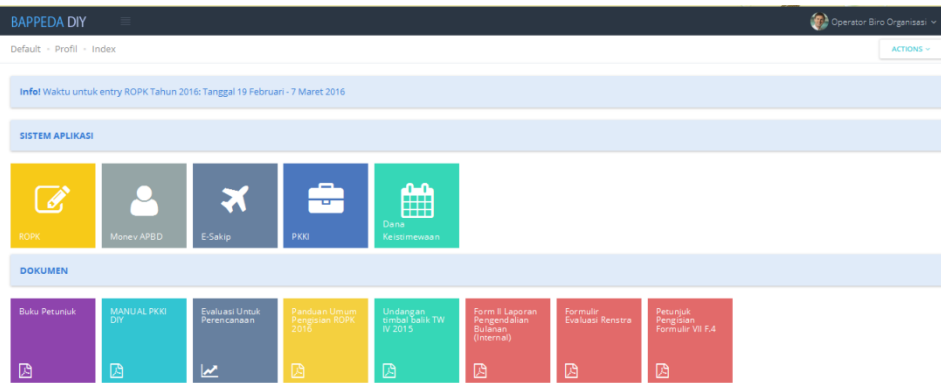 BAPPEDA DIY
Operator Biro Organisasi
Default - Profil - Index
ACTIONS
Info! Waktu untuk entry ROPK Tahun 2016: Tanggal 19 Februari - 7 Maret 2016
SISTEM APLIKASI
ROPK
Monev APBD
E-Sakip
PKKI
Dana
Keistimewaan
DOKUMEN
Buku Petunjuk
MANUAL PKKI
DIY
Evaluasi Untuk
Perencanaan
Panduan Umum
Pengisian ROPK
2016
Undangan
timbal balik TW
IV 2015
Form II Laporan
Pengendalian
Bulanan
(Internal)
Formulir
Evaluasi Renstra
Petunjuk
Pengisian
Formulir VII F.4